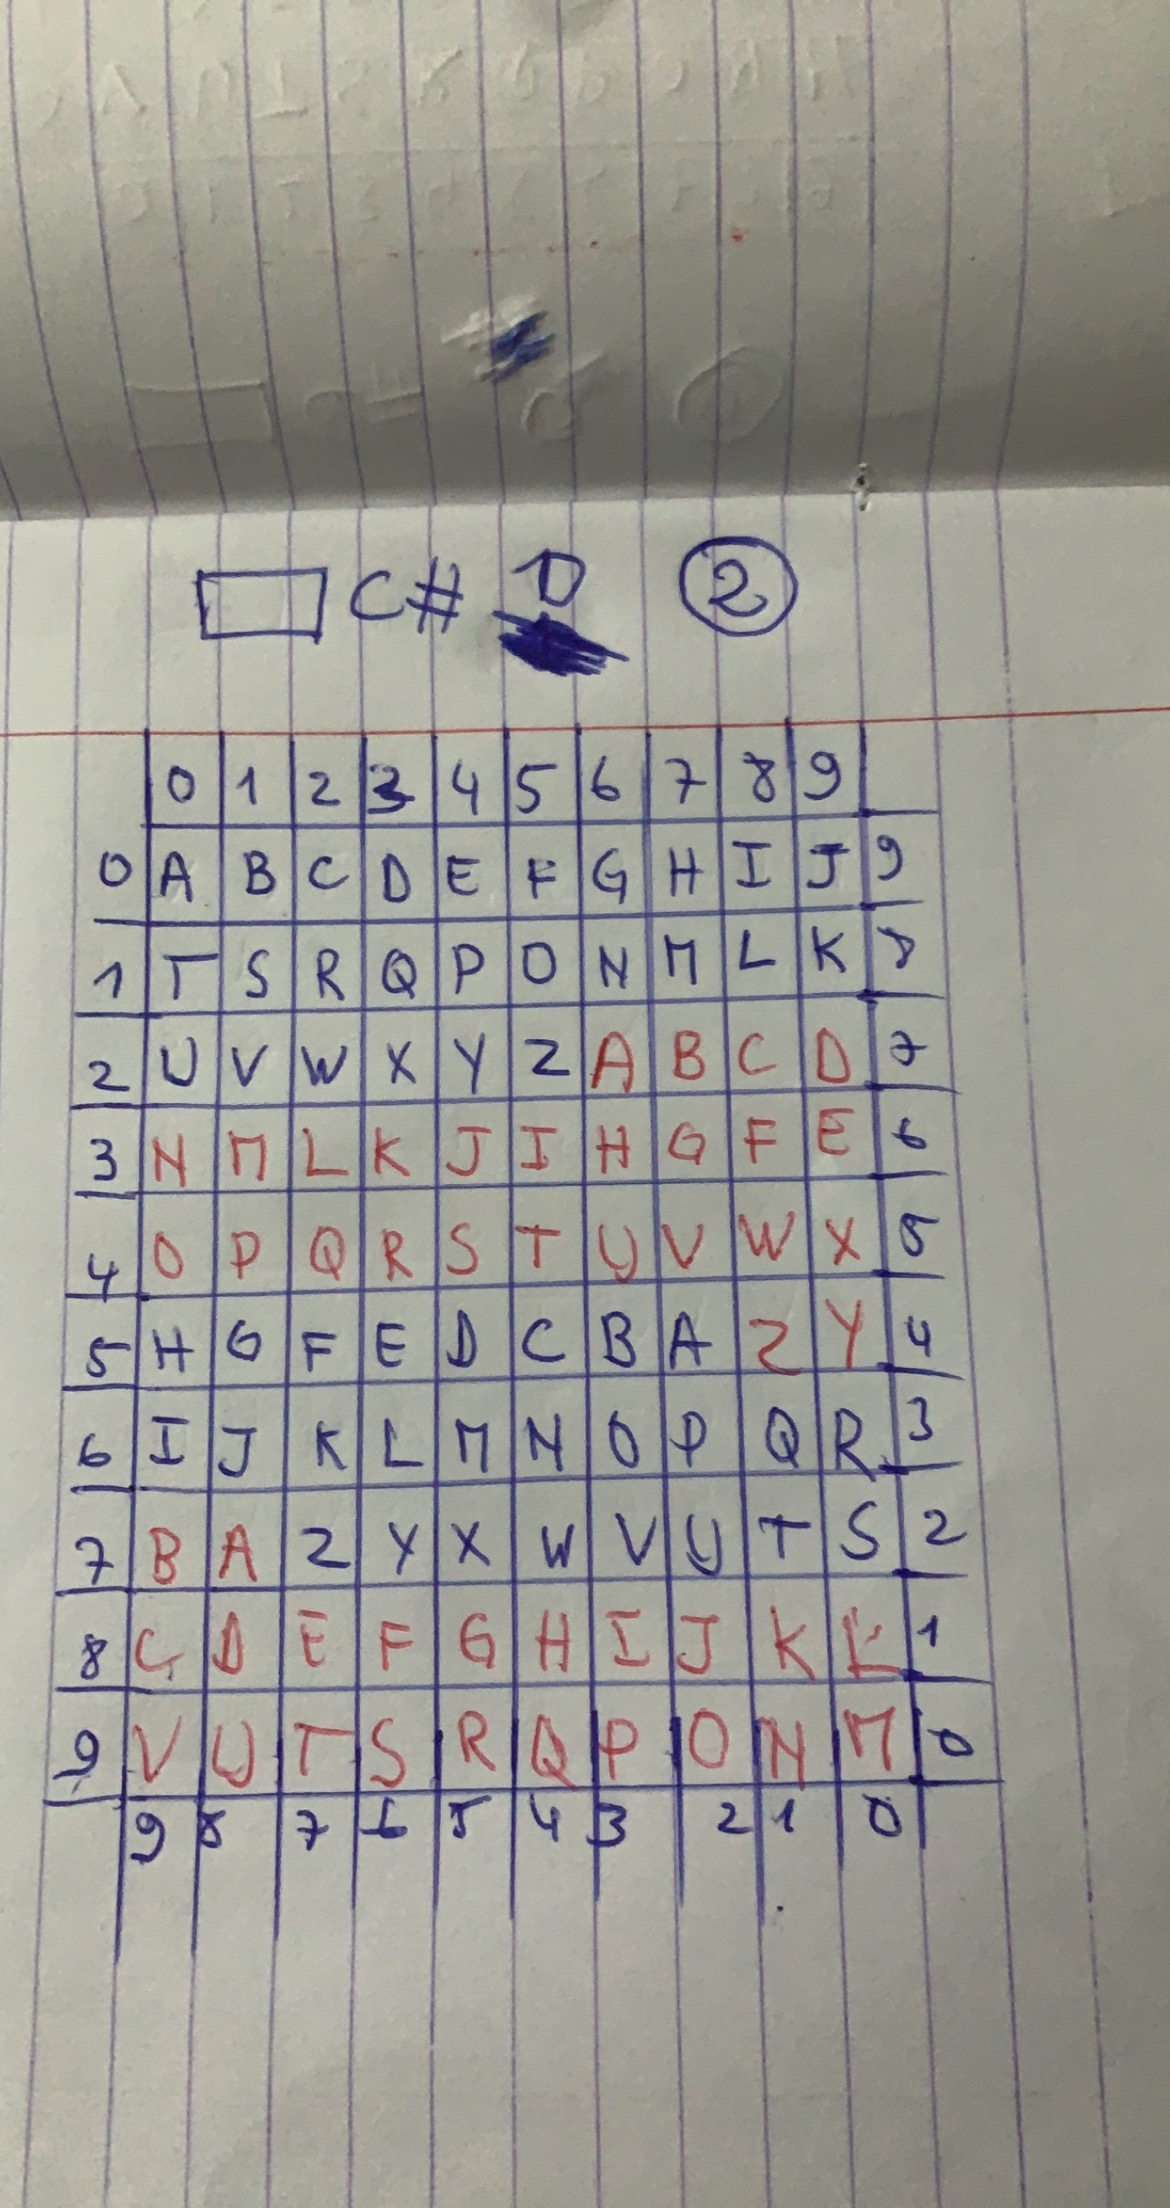 C# D 2
0 1 2 3 4 5 6 7 8 9
0 A B C D E F G H I J 9
1 T S R Q P O N M L K 8
2 U V W X Y Z A B C D 7
3 N M L K J I H G F E 6
4 O P Q R S T U V W X 5
5 H G F E D C B A Z Y 4
6 I J K L M N O P Q R 3
7 B A Z Y X W V U T S 2
8 C D E F G H I J K L 1
9 V U T S R Q P O N M 0
9 8 7 6 5 4 3 2 1 0